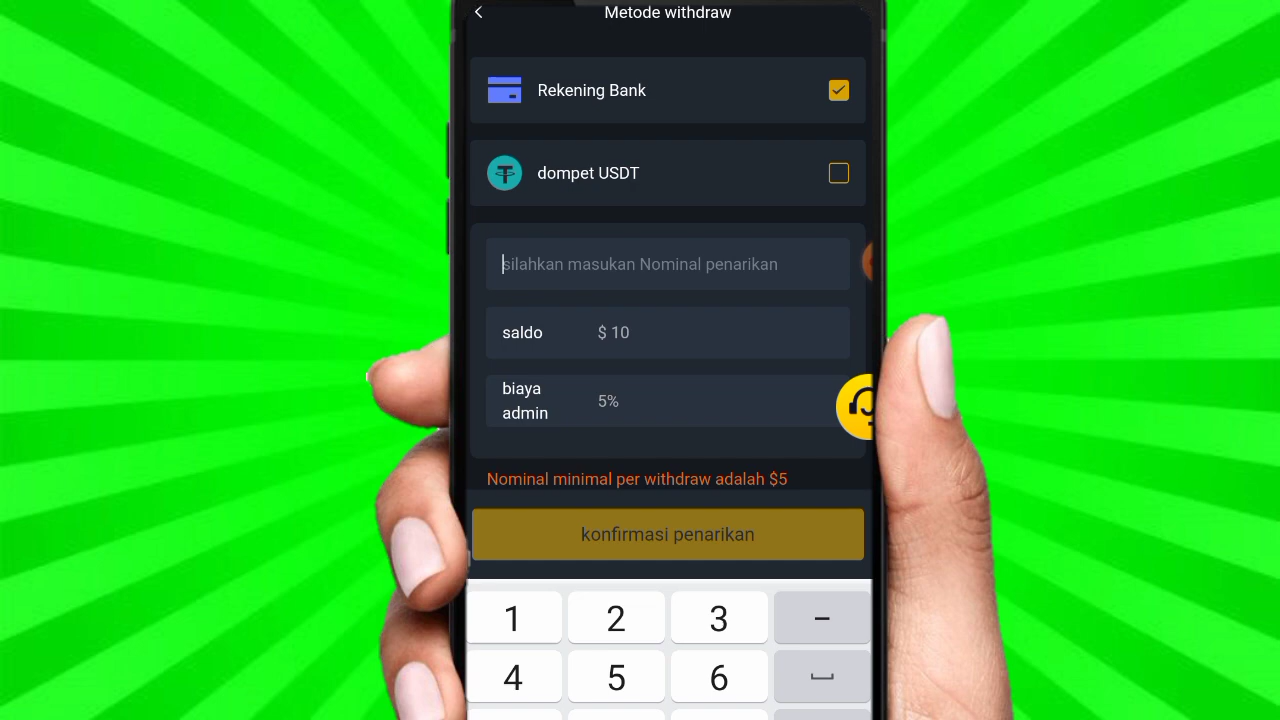 Metode withdraw
Rekening Bank
dompet USDT
silahkan masukan Nominal penarikan
saldo $ 10
biaya admin 5%
Nominal minimal per withdraw adalah $5
konfirmasi penarikan
1 2 3 –
4 5 6